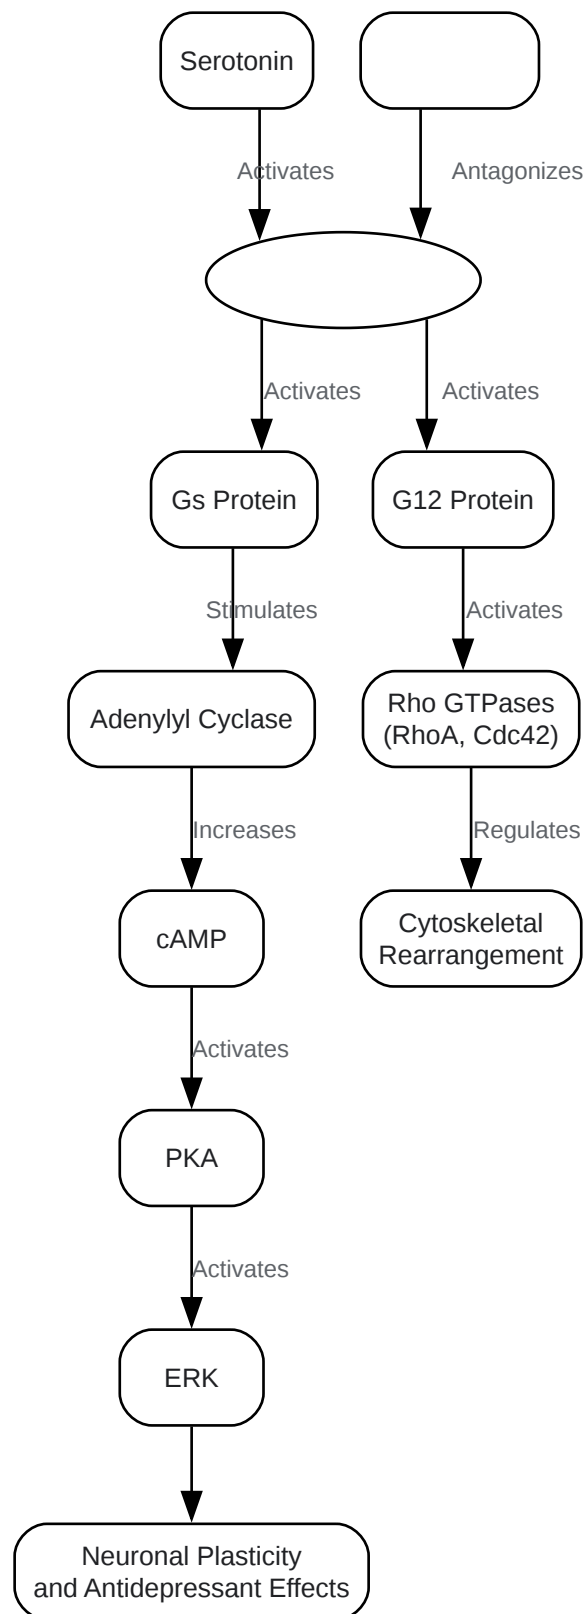 Serotonin
Activates
Antagonizes
Activates
Activates
Gs Protein
G12 Protein
Stimulates
Activates
Adenylyl Cyclase
Rho GTPases
(RhoA, Cdc42)
Increases
Regulates
cAMP
Cytoskeletal
Rearrangement
Activates
PKA
Activates
ERK
Neuronal Plasticity
and Antidepressant Effects